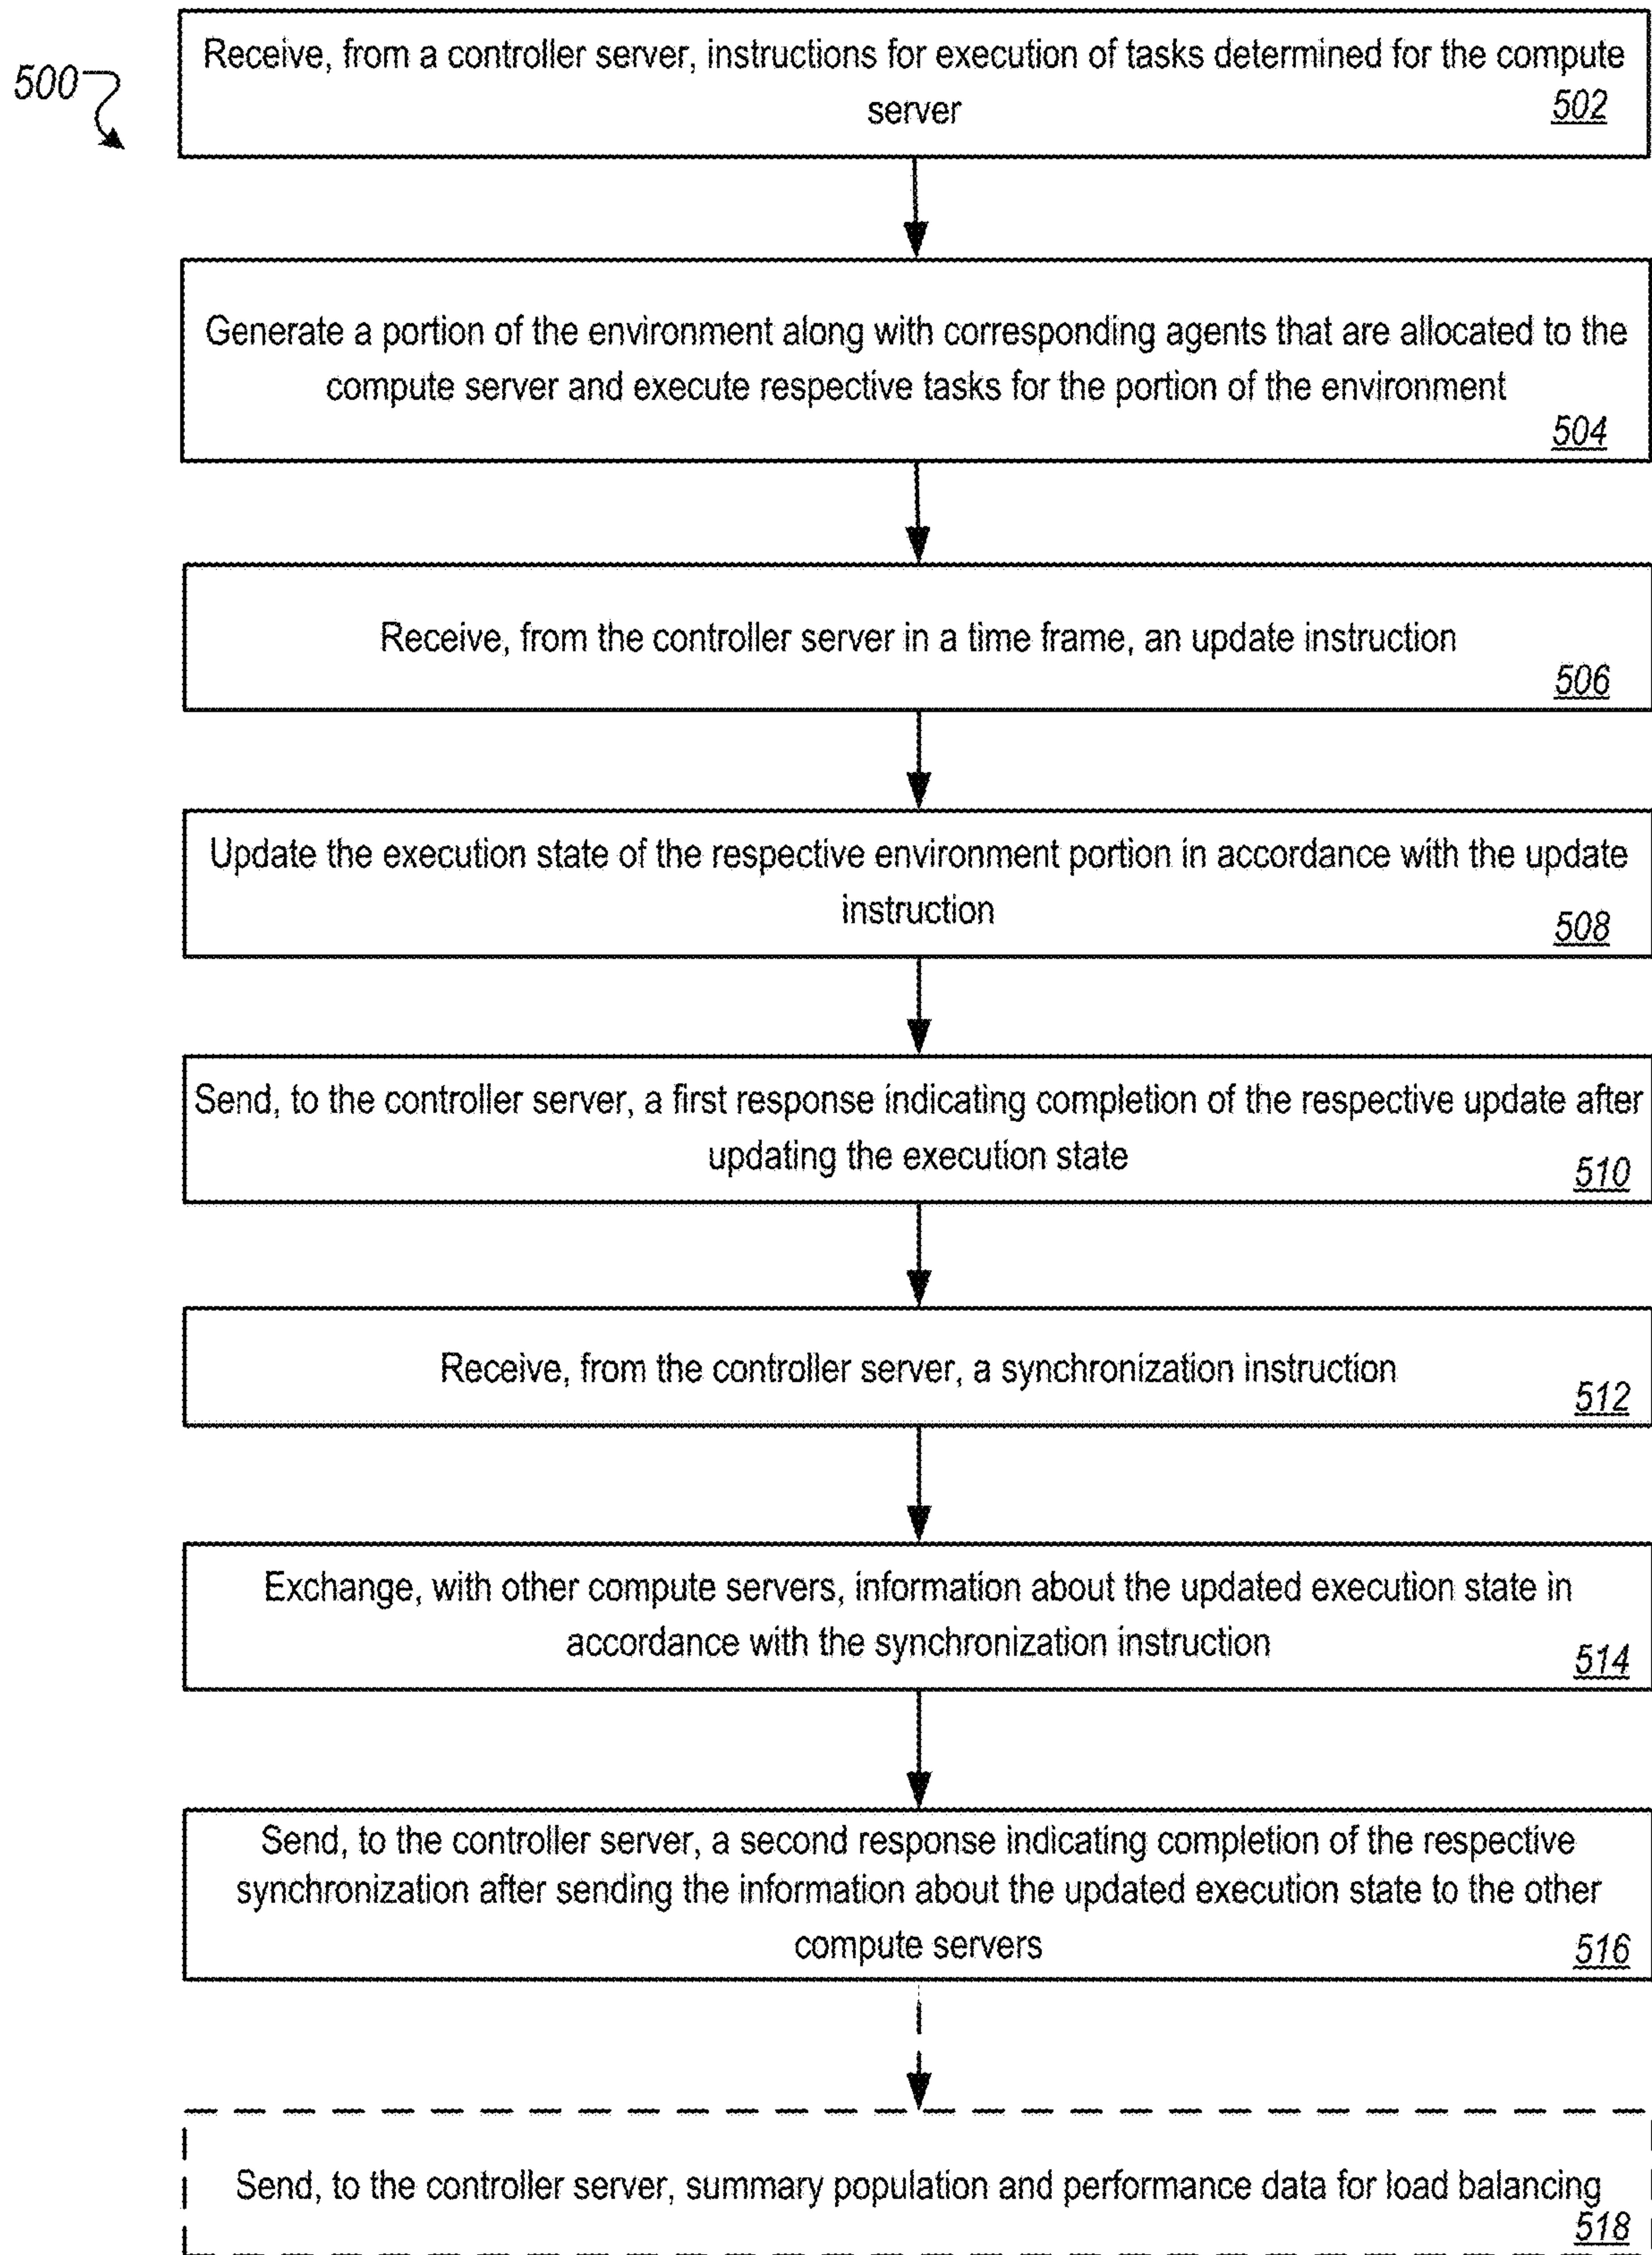 500
Receive, from a controller server, instructions for execution of tasks determined for the compute
server
502
Generate a portion of the environment along with corresponding agents that are allocated to the
compute server and execute respective tasks for the portion of the environment
504
Receive, from the controller server in a time frame, an update instruction
506
Update the execution state of the respective environment portion in accordance with the update
instruction
508
Send, to the controller server, a first response indicating completion of the respective update after
updating the execution state
510
Receive, from the controller server, a synchronization instruction
512
Exchange, with other compute servers, information about the updated execution state in
accordance with the synchronization instruction
514
Send, to the controller server, a second response indicating completion of the respective
synchronization after sending the information about the updated execution state to the other
compute servers
516
Send, to the controller server, summary population and performance data for load balancing
518